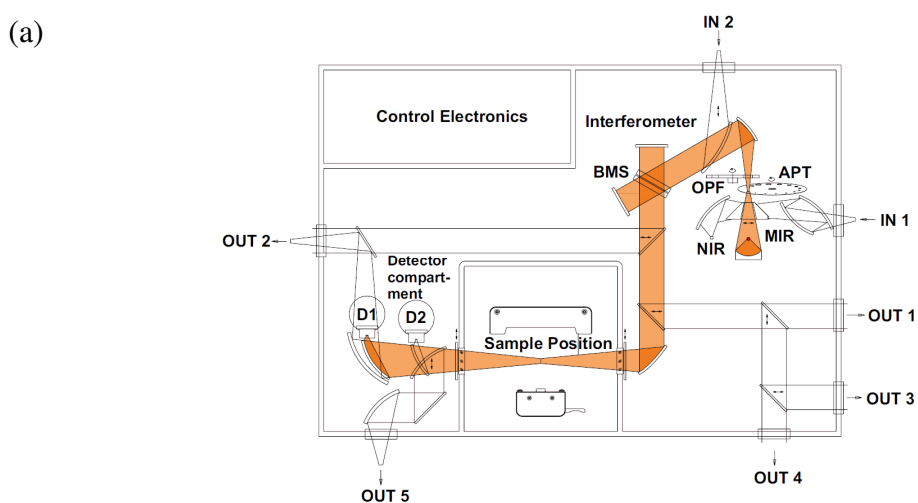 (a)
IN 2
Control Electronics
Interferometer
BMS
OPF
APT
IN 1
NIR
MIR
OUT 2
Detector
compart-
ment
D1
D2
OUT 1
Sample Position
OUT 3
OUT 4
OUT 5